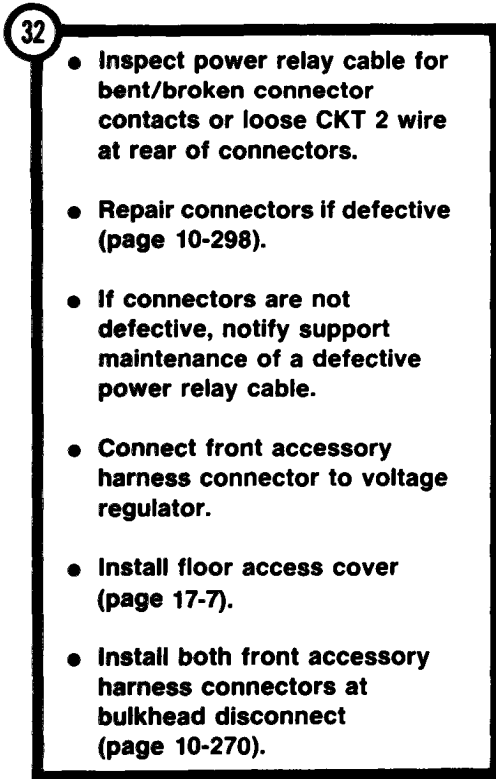 32
● Inspect power relay cable for
bent/broken connector
contacts or loose CKT 2 wire
at rear of connectors.
● Repair connectors if defective
(page 10-298).
● If connectors are not
defective, notify support
maintenance of a defective
power relay cable.
● Connect front accessory
harness connector to voltage
regulator.
● Install floor access cover
(page 17-7).
● Install both front accessory
harness connectors at
bulkhead disconnect
(page 10-270).